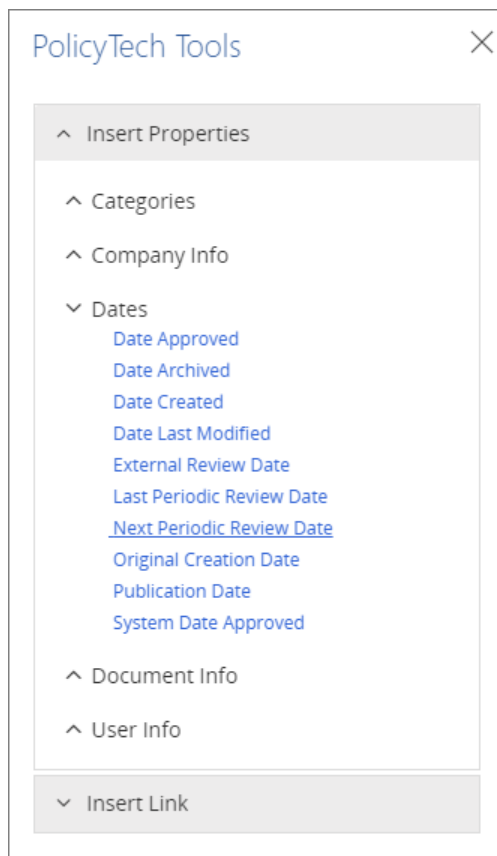 PolicyTech Tools
Insert Properties
Categories
Company Info
Dates
Date Approved
Date Archived
Date Created
Date Last Modified
External Review Date
Last Periodic Review Date
Next Periodic Review Date
Original Creation Date
Publication Date
System Date Approved
Document Info
User Info
Insert Link